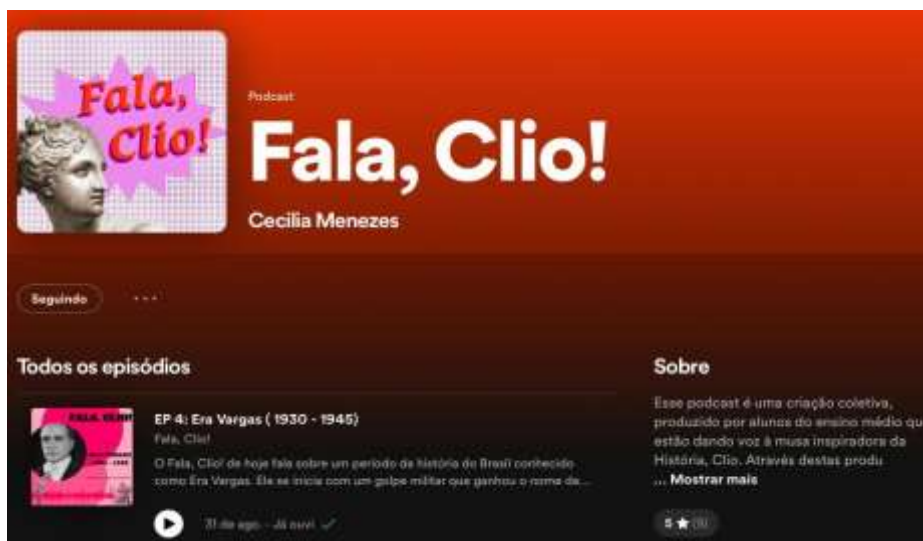 Fala,
Clio!
Podcast
Fala, Clio!
Cecilia Menezes
Seguindo
Todos os episódios
EP 4: Era Vargas ( 1930 - 1945)
Fala, Clio!
O Fala, Clio! de hoje fala sobre um período da história do Brasil conhecido
como Era Vargas. Ele se inicia com um golpe militar que ganhou o nome de...
31 de ago. · Já ouvi
Sobre
Esse podcast é uma criação coletiva,
produzido por alunos do ensino médio qu
estão dando voz à musa inspiradora da
História, Clio. Através destas produ
... Mostrar mais
5 ★
FALA, CLIO!